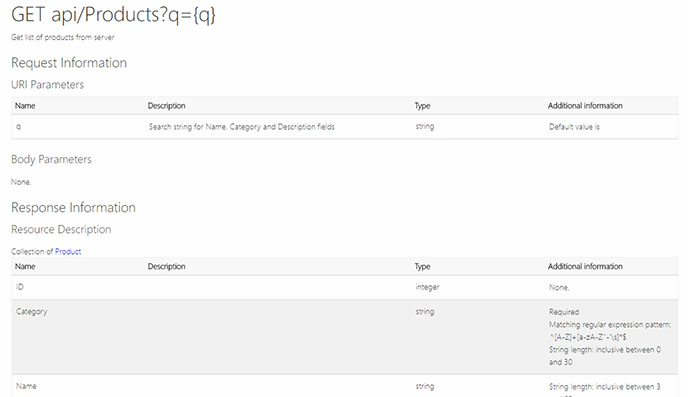 GET api/Products?q={q}
Get list of products from server
Request Information
URI Parameters
Name Description Type Additional information
q Search string for Name, Category and Description fields string Default value is
Body Parameters
None.
Response Information
Resource Description
Collection of Product
Name Description Type Additional information
ID integer None.
Category string Required
Matching regular expression pattern:
^[A-Z]+[a-zA-Z''-'\s]*$
String length: inclusive between 0
and 30
Name string String length: inclusive between 3